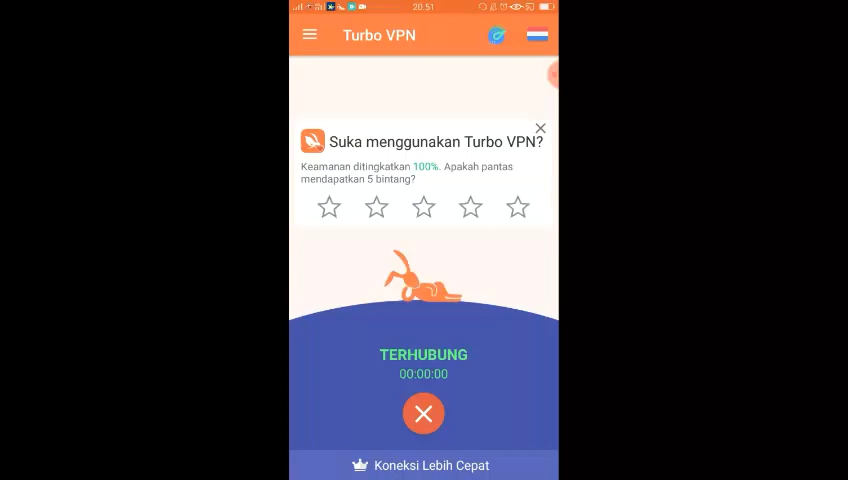 20.51
Turbo VPN
Suka menggunakan Turbo VPN?
Keamanan ditingkatkan 100%. Apakah pantas
mendapatkan 5 bintang?
TERHUBUNG
00:00:00
Koneksi Lebih Cepat